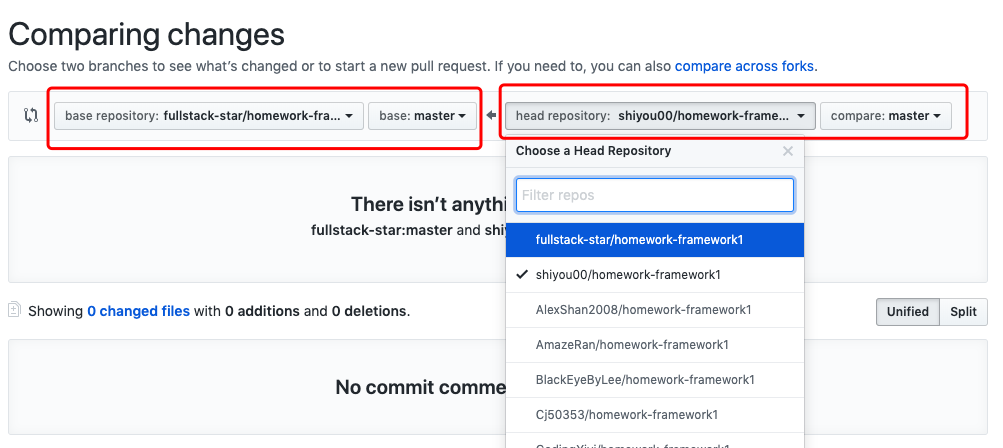 Comparing changes
Choose two branches to see what's changed or to start a new pull request. If you need to, you can also compare across forks.
base repository: fullstack-star/homework-fra...
base: master
head repository: shiyou00/homework-frame...
compare: master
Choose a Head Repository
Filter repos
There isn't anythi
fullstack-star:master and shi
fullstack-star/homework-framework1
shiyou00/homework-framework1
Showing 0 changed files with 0 additions and 0 deletions.
Unified
Split
AlexShan2008/homework-framework1
AmazeRan/homework-framework1
BlackEyeByLee/homework-framework1
No commit comme
Cj50353/homework-framework1